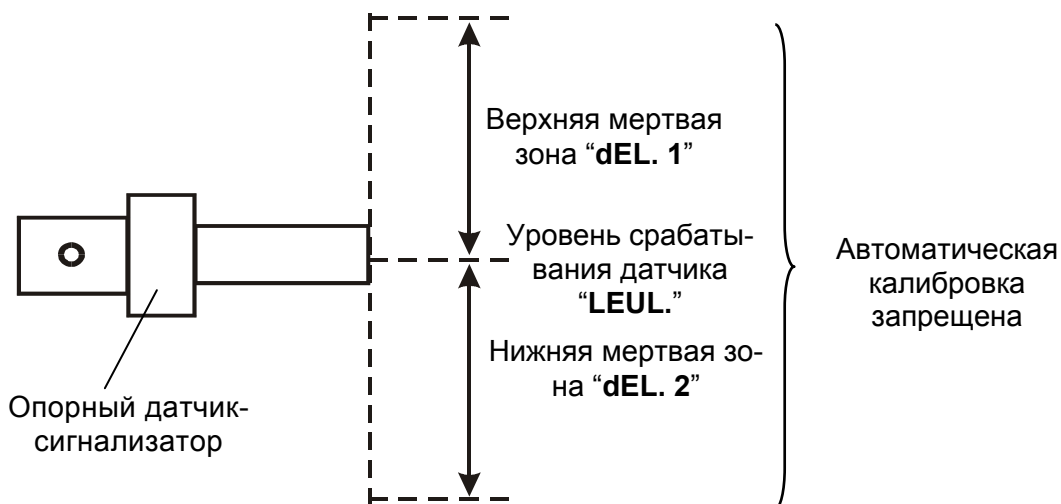 Верхняя мертвая
зона “dEL. 1”
Уровень срабаты-
вания датчика
“LEUL.”
Нижняя мертвая зо-
на “dEL. 2”
Автоматическая
калибровка
запрещена
Опорный датчик-
сигнализатор